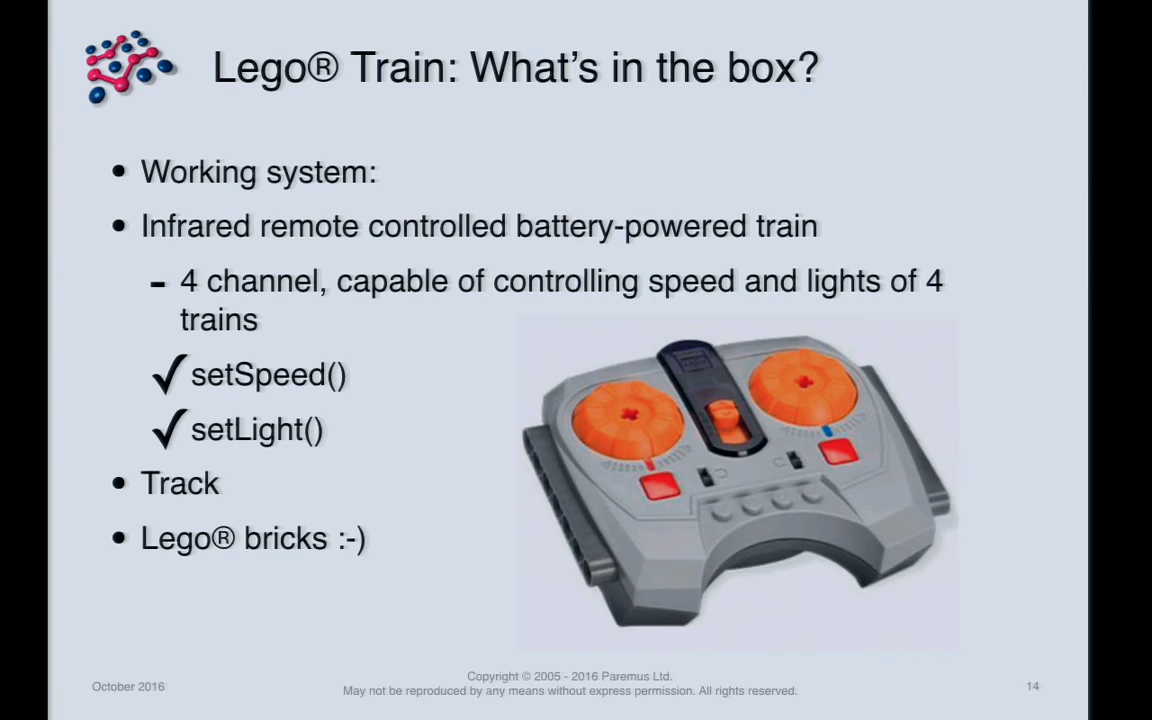 Lego® Train: What's in the box?
• Working system:
• Infrared remote controlled battery-powered train
- 4 channel, capable of controlling speed and lights of 4
trains
✓ setSpeed()
✓ setLight()
• Track
• Lego® bricks :-)
October 2016
Copyright © 2005 - 2016 Paremus Ltd.
May not be reproduced by any means without express permission. All rights reserved.
14